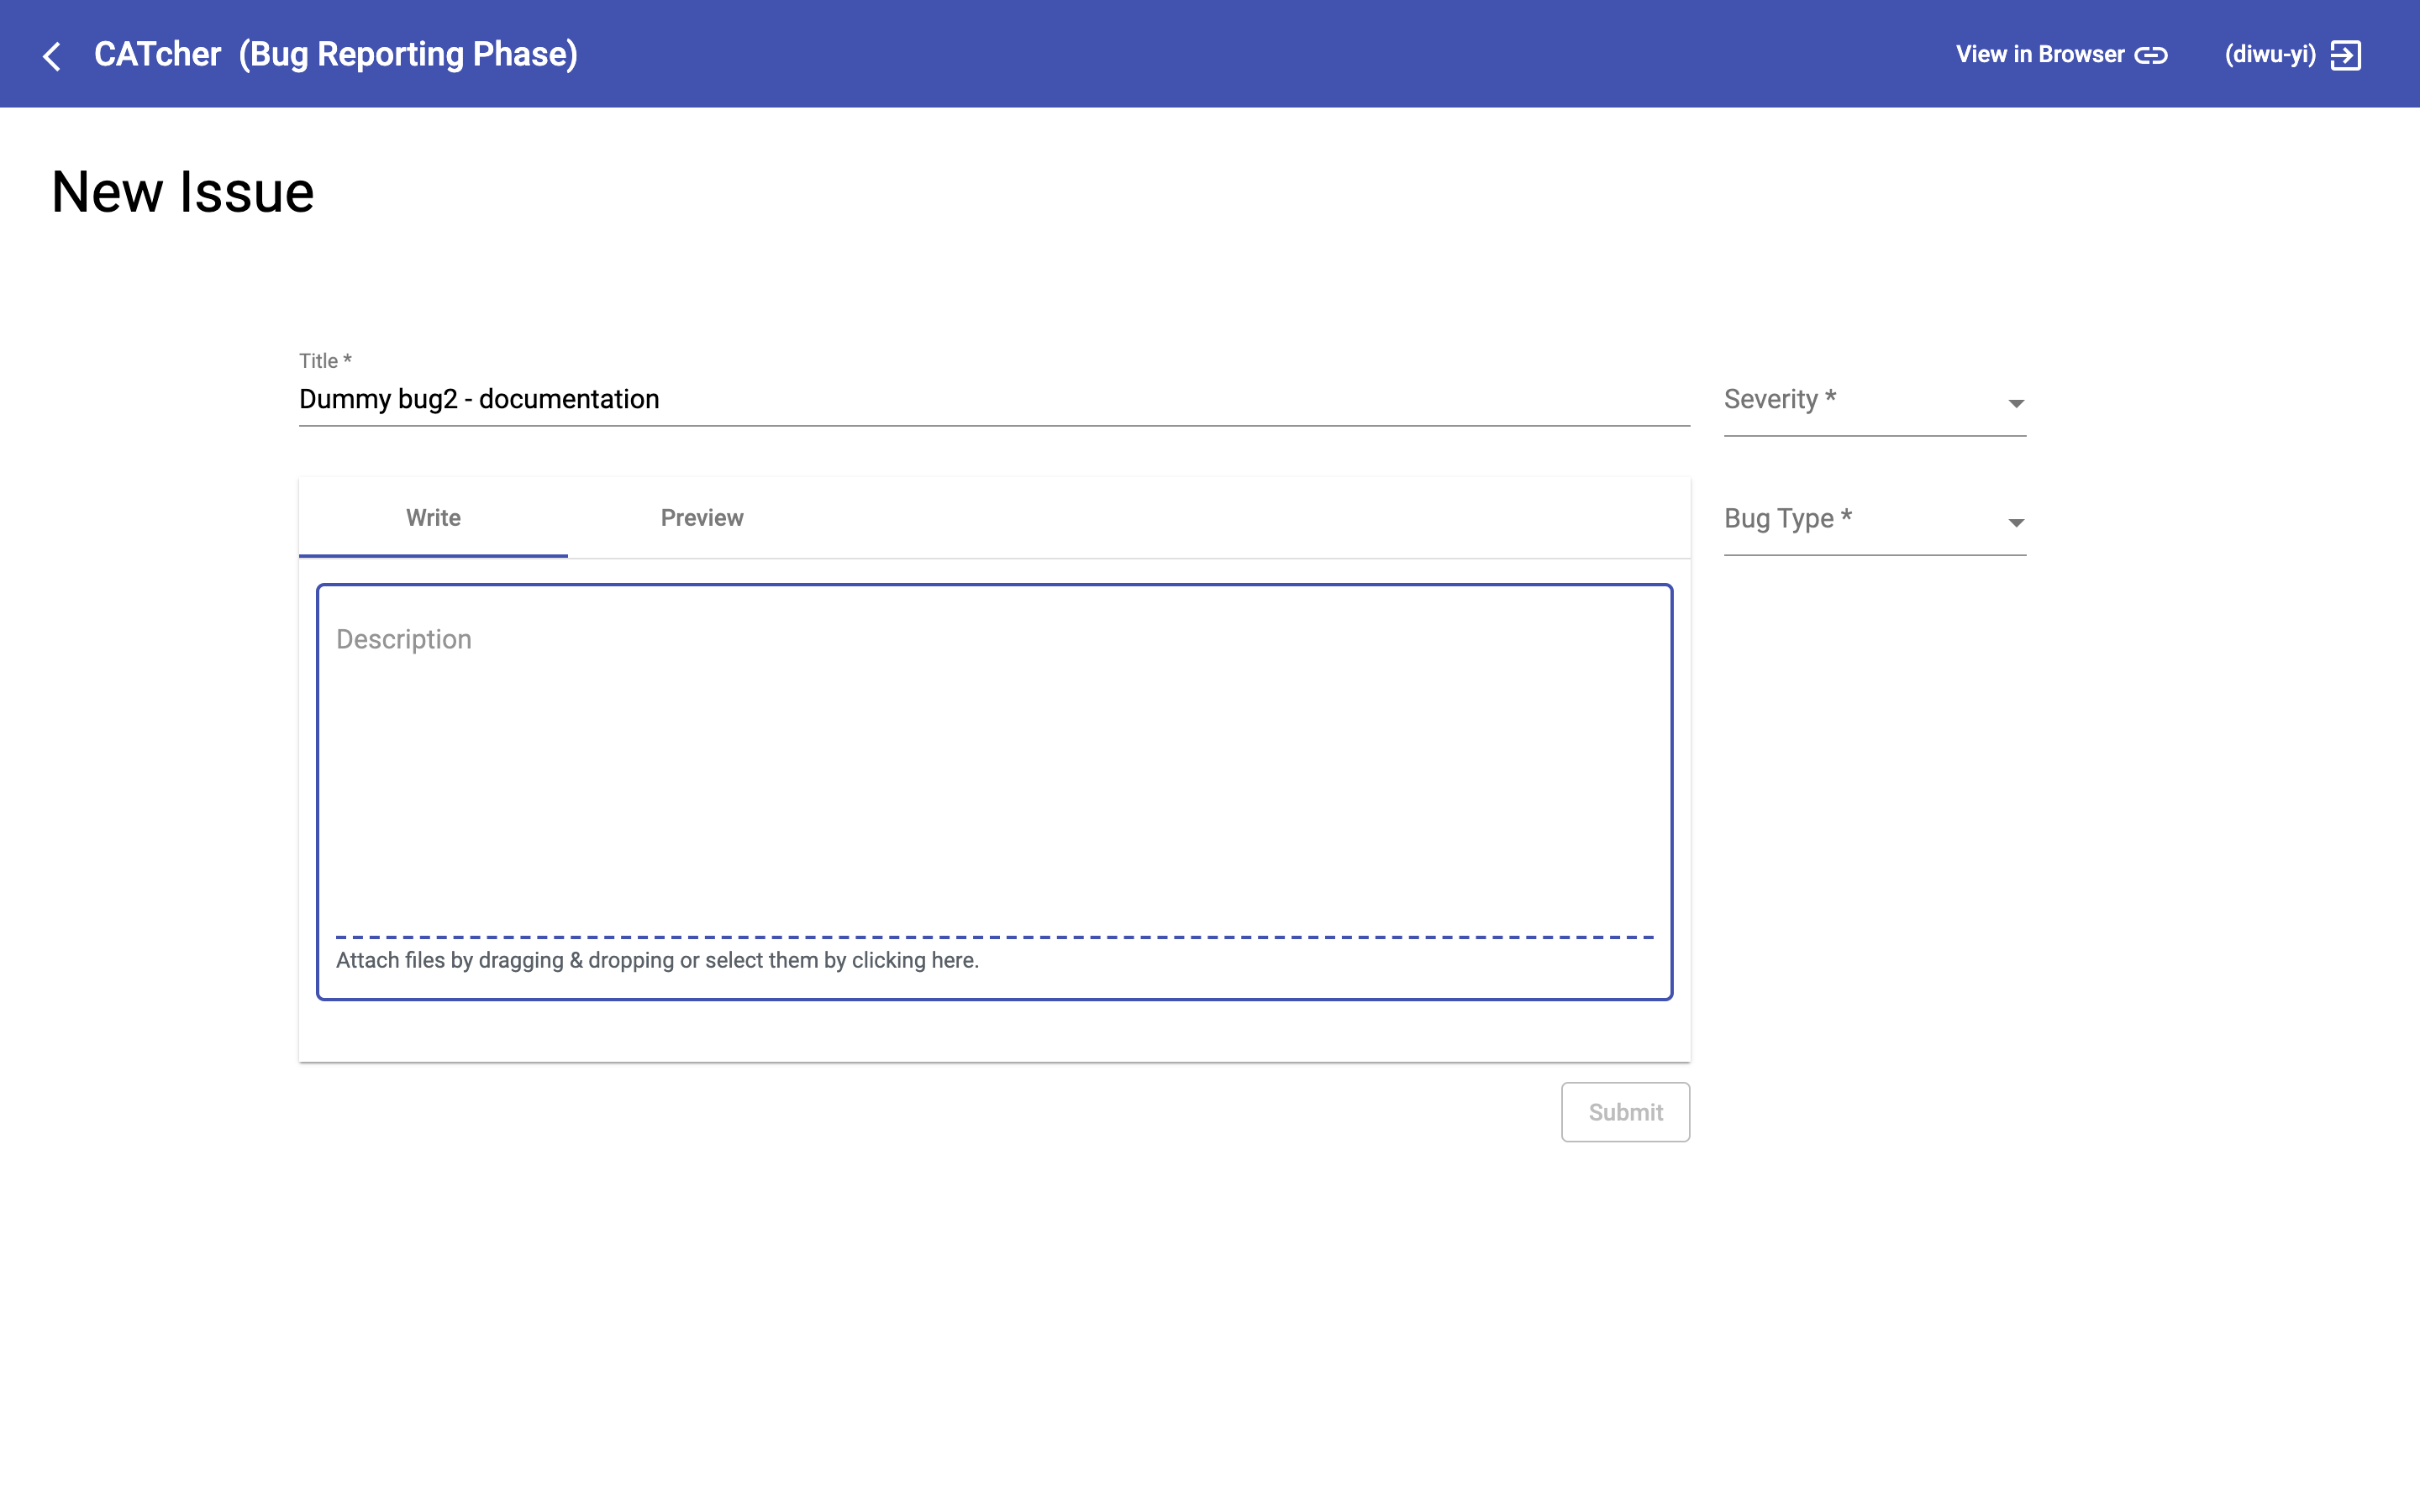 CATcher (Bug Reporting Phase)
View in Browser
(diwu-yi)
New Issue
Title *
Dummy bug2 - documentation
Severity *
Write
Preview
Bug Type *
Description
Attach files by dragging & dropping or select them by clicking here.
Submit